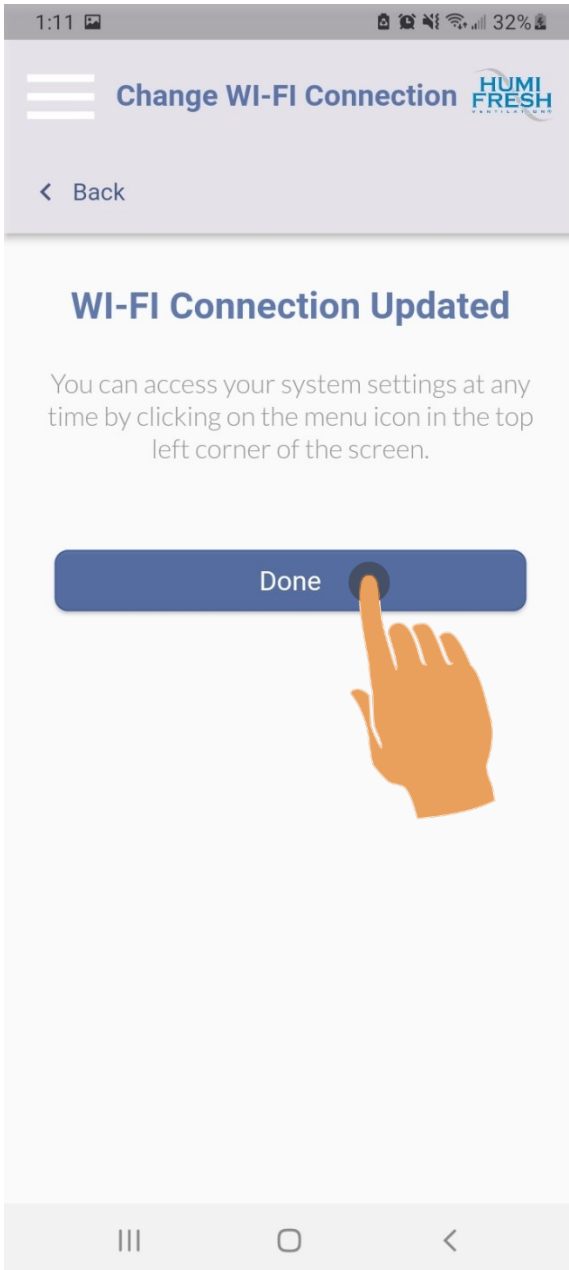 1:11 32%
Change WI-FI Connection
HUMI
FRESH
VENTILATION
Back
WI-FI Connection Updated
You can access your system settings at any
time by clicking on the menu icon in the top
left corner of the screen.
Done